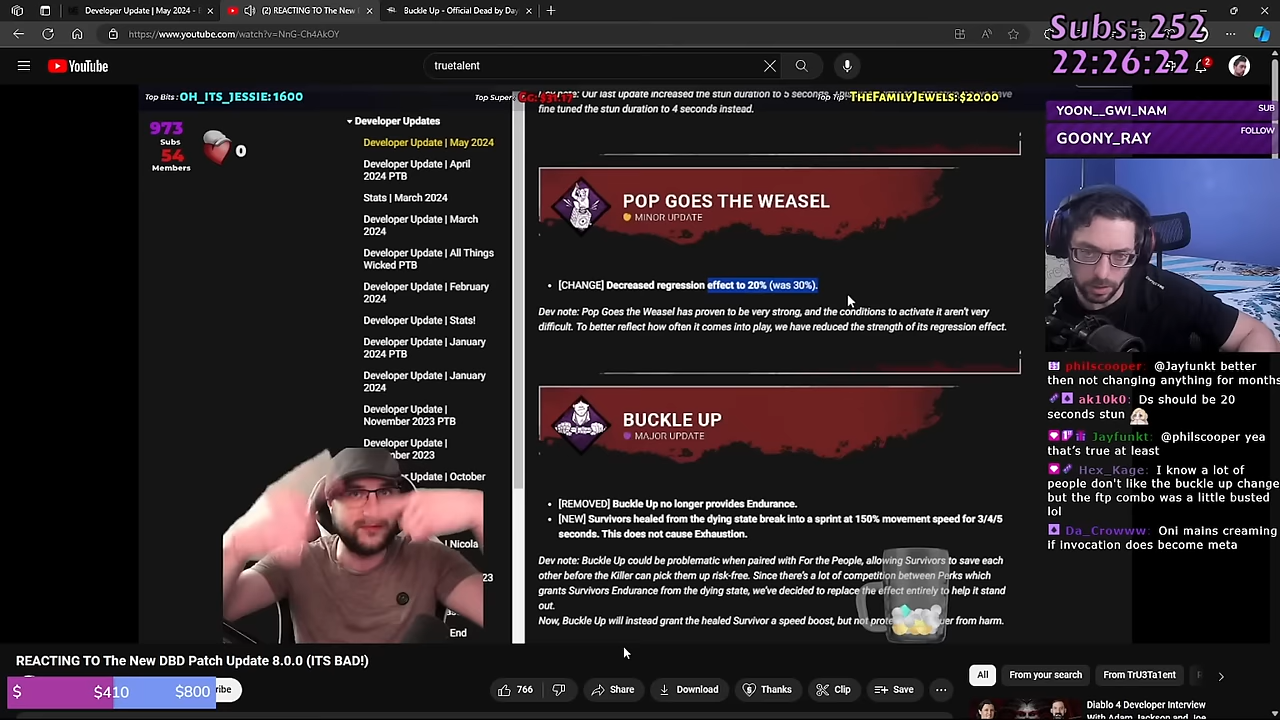 Developer Update | May 2024 -
(2) REACTING TO The New
Buckle Up - Official Dead by Day
https://www.youtube.com/watch?v=NnG-Ch4AkOY
Subs: 252
22:26:22
YouTube
truetalent
2
Top Bits: OH_ITS_JESSIE: 1600
Top Super
Top Tip: THEFAMILYJEWELS: $20.00
973
Subs
54
Members
0
Developer Updates
Developer Update | May 2024
Developer Update | April
2024 PTB
Stats | March 2024
Developer Update | March
2024
Developer Update | All Things
Wicked PTB
Developer Update | February
2024
Developer Update | Stats!
Developer Update | January
2024 PTB
Developer Update | January
2024
Developer Update |
November 2023 PTB
Developer Update |
ber 2023
Update | October
| Nicola
End
fine tuned the stun duration to 4 seconds instead.
POP GOES THE WEASEL
MINOR UPDATE
• [CHANGE] Decreased regression effect to 20% (was 30%).
Dev note: Pop Goes the Weasel has proven to be very strong, and the conditions to activate it aren't very
difficult. To better reflect how often it comes into play, we have reduced the strength of its regression effect.
BUCKLE UP
MAJOR UPDATE
• [REMOVED] Buckle Up no longer provides Endurance.
• [NEW] Survivors healed from the dying state break into a sprint at 150% movement speed for 3/4/5
seconds. This does not cause Exhaustion.
Dev note: Buckle Up could be problematic when paired with For the People, allowing Survivors to save each
other before the Killer can pick them up risk-free. Since there's a lot of competition between Perks which
grants Survivors Endurance from the dying state, we've decided to replace the effect entirely to help it stand
out.
Now, Buckle Up will instead grant the healed Survivor a speed boost, but not from harm.
SUB
YOON__GWI_NAM
FOLLOW
GOONY_RAY
philscooper: @Jayfunkt better
then not changing anything for months
ak10k0: Ds should be 20
seconds stun
Jayfunkt: @philscooper yea
that's true at least
Hex_Kage: I know a lot of
people don't like the buckle up change
but the ftp combo was a little busted
lol
Da_Crowww: Oni mains creaming
if invocation does become meta
REACTING TO The New DBD Patch Update 8.0.0 (ITS BAD!)
$ $410 $800
ribe
766
Share
Download
Thanks
Clip
Save
All
From your search
From TrU3Ta1ent
Diablo 4 Developer Interview
With Adam Jackson and Joe